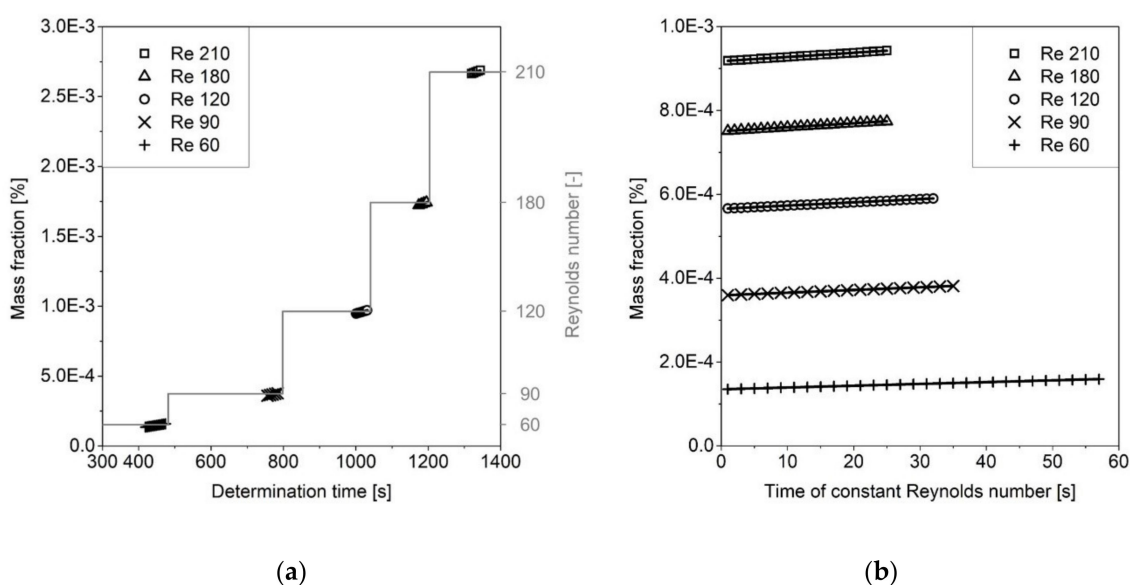 3.0E-3
2.5E-3
2.0E-3
1.5E-3
1.0E-3
5.0E-4
0.0
Mass fraction [%]
Re 210
Re 180
Re 120
Re 90
Re 60
210
180
120
90
60
Reynolds number [-]
300 400 600 800 1000 1200 1400
Determination time [s]
(a)
1.0E-3
8.0E-4
6.0E-4
4.0E-4
2.0E-4
0.0
Mass fraction [%]
Re 210
Re 180
Re 120
Re 90
Re 60
0 10 20 30 40 50 60
Time of constant Reynolds number [s]
(b)